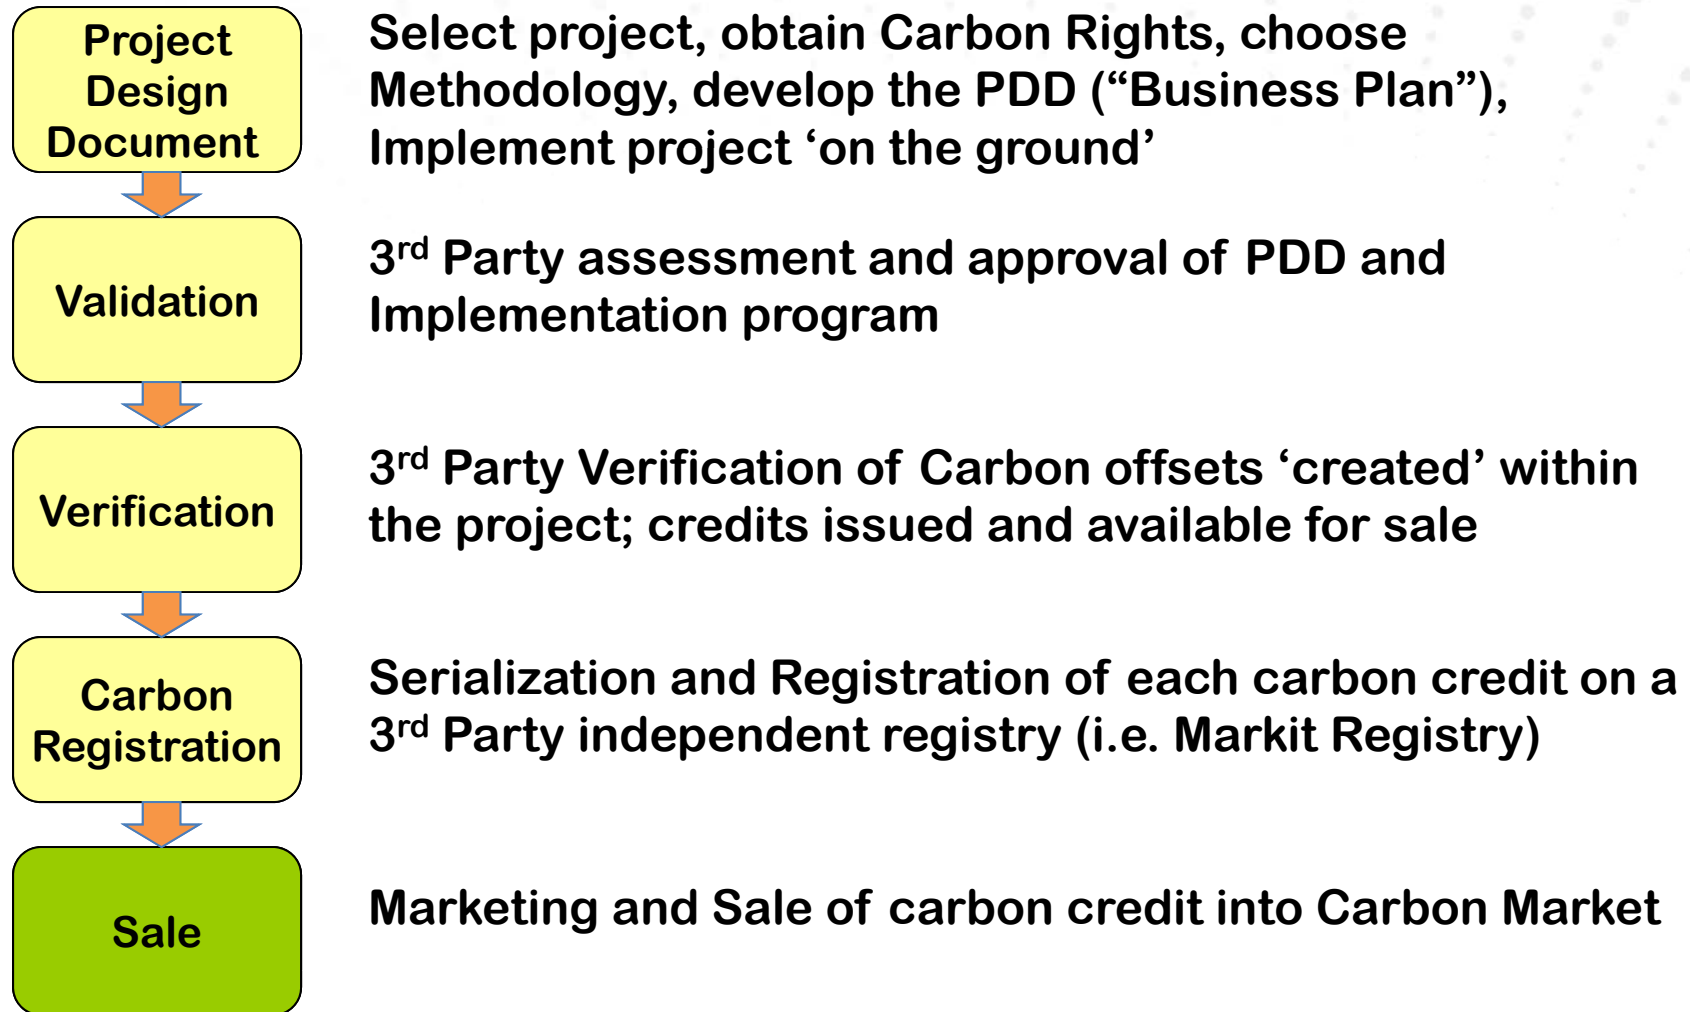 Project
Design
Document
Select project, obtain Carbon Rights, choose
Methodology, develop the PDD (“Business Plan”),
Implement project ‘on the ground’
Validation
3rd Party assessment and approval of PDD and
Implementation program
Verification
3rd Party Verification of Carbon offsets ‘created’ within
the project; credits issued and available for sale
Carbon
Registration
Serialization and Registration of each carbon credit on a
3rd Party independent registry (i.e. Markit Registry)
Sale
Marketing and Sale of carbon credit into Carbon Market